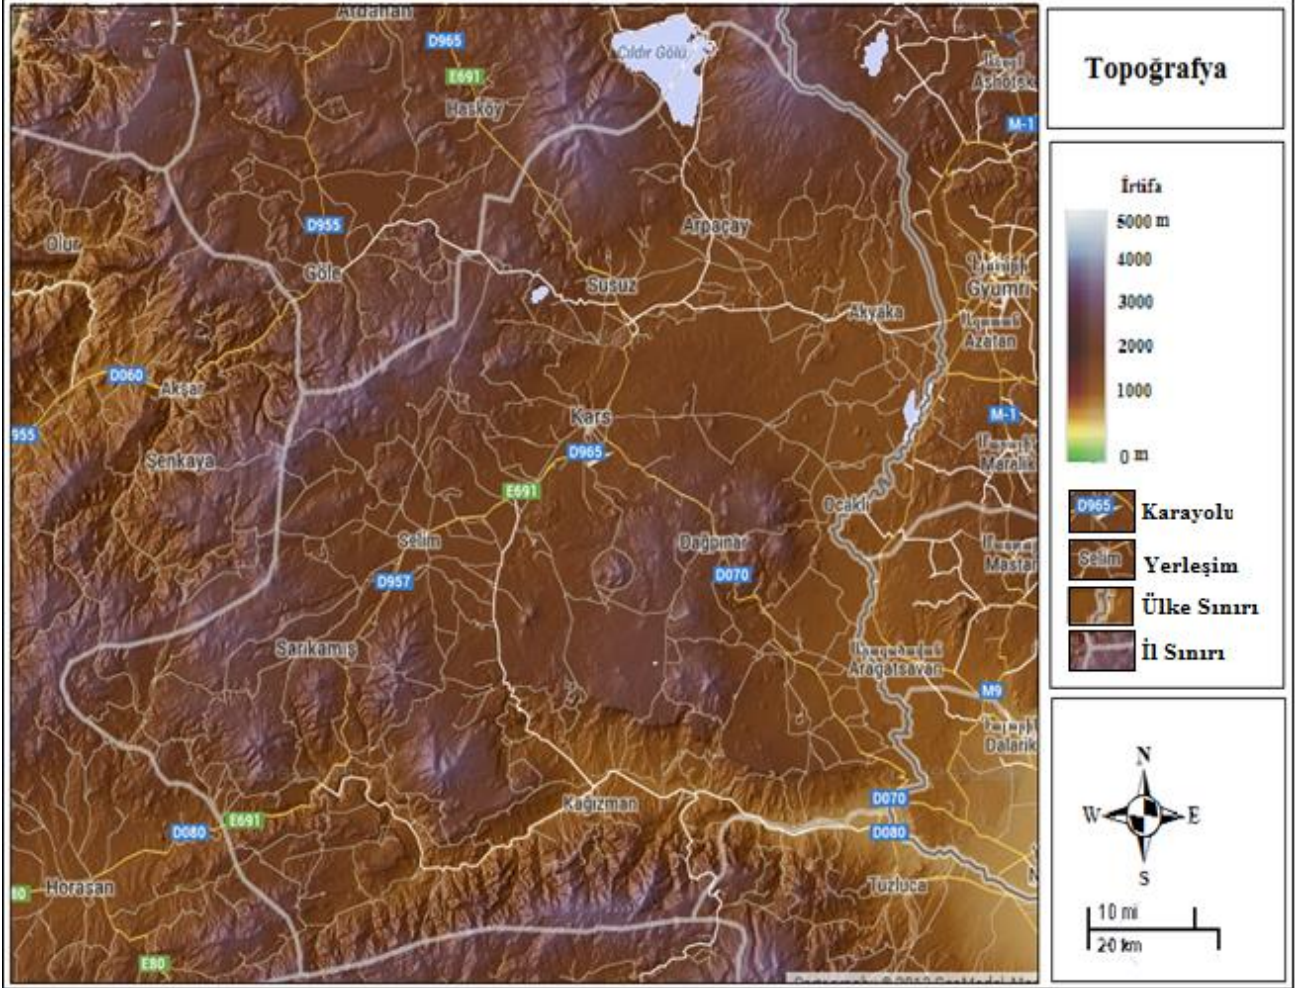 Ardahan
D965
Çıldır Gölü
E691
Hasköy
Ashotsk
M-1
D955
Arpaçay
Olur
Göle
Susuz
Gyumri
Akyaka
Azatan
D060
Akşar
Kars
M-1
955
D965
Maralik
Şenkaya
E691
Ocaklı
Selim
Dağpınar
D957
D070
Mastar
Sarıkamış
Aragatsavan
M9
Dalarik
Kağızman
D070
D080
E691
D080
Horasan
Tuzluca
E80
Topoğrafya
İrtifa
5000 m
4000
3000
2000
1000
0 m
D965 Karayolu
Selim Yerleşim
Ülke Sınırı
İl Sınırı
N
W E
S
10 mi
20 km